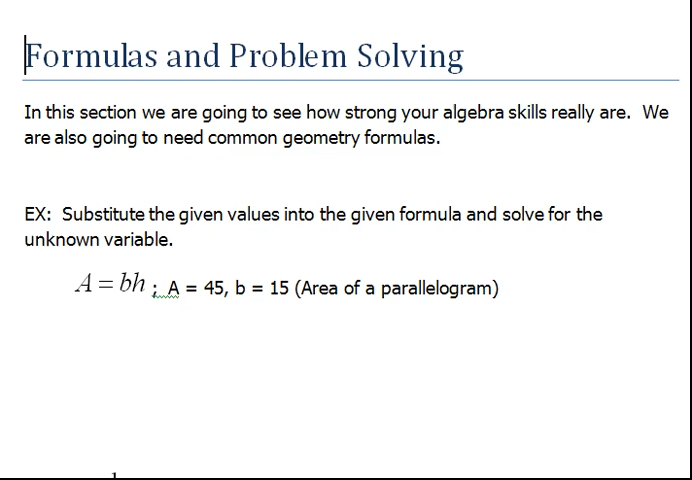 Formulas and Problem Solving
In this section we are going to see how strong your algebra skills really are.  We
are also going to need common geometry formulas.
EX:  Substitute the given values into the given formula and solve for the
unknown variable.
A = bh ; A = 45, b = 15 (Area of a parallelogram)